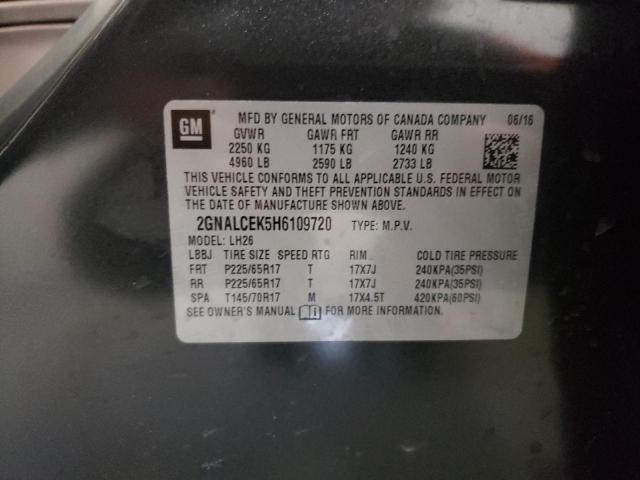 GM
MFD BY GENERAL MOTORS OF CANADA COMPANY 06/16
GVWR GAWR FRT GAWR RR
2250 KG 1175 KG 1240 KG
4960 LB 2590 LB 2733 LB
THIS VEHICLE CONFORMS TO ALL APPLICABLE U.S. FEDERAL MOTOR
VEHICLE SAFETY AND THEFT PREVENTION STANDARDS IN EFFECT ON
THE DATE OF MANUFACTURE SHOWN ABOVE.
2GNALCEK5H6109720 TYPE: M.P.V.
MODEL: LH26
LBBJ TIRE SIZE SPEED RTG RIM COLD TIRE PRESSURE
FRT P225/65R17 T 17X7J 240KPA(35PSI)
RR P225/65R17 T 17X7J 240KPA(35PSI)
SPA T145/70R17 M 17X4.5T 420KPA(60PSI)
SEE OWNER'S MANUAL FOR MORE INFORMATION